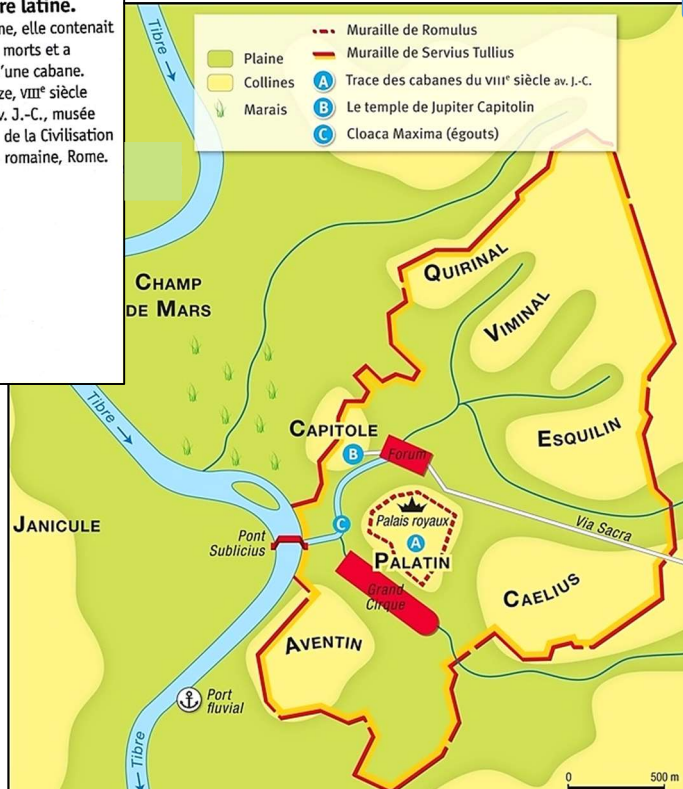 re latine.
ne, elle contenait
morts et a
'une cabane.
ze, VIIIe siècle
v. J.-C., musée
de la Civilisation
romaine, Rome.
Plaine
Collines
Marais
Muraille de Romulus
Muraille de Servius Tullius
A Trace des cabanes du VIIIe siècle av. J.-C.
B Le temple de Jupiter Capitolin
C Cloaca Maxima (égouts)
Tibre
CHAMP
DE MARS
QUIRINAL
VIMINAL
Tibre
CAPITOLE
B
Forum
ESQUILIN
JANICULE
Pont
Sublicius
C
Palais royaux
A
PALATIN
Via Sacra
Grand
Cirque
CAELIUS
AVENTIN
Port
fluvial
Tibre
0 500 m